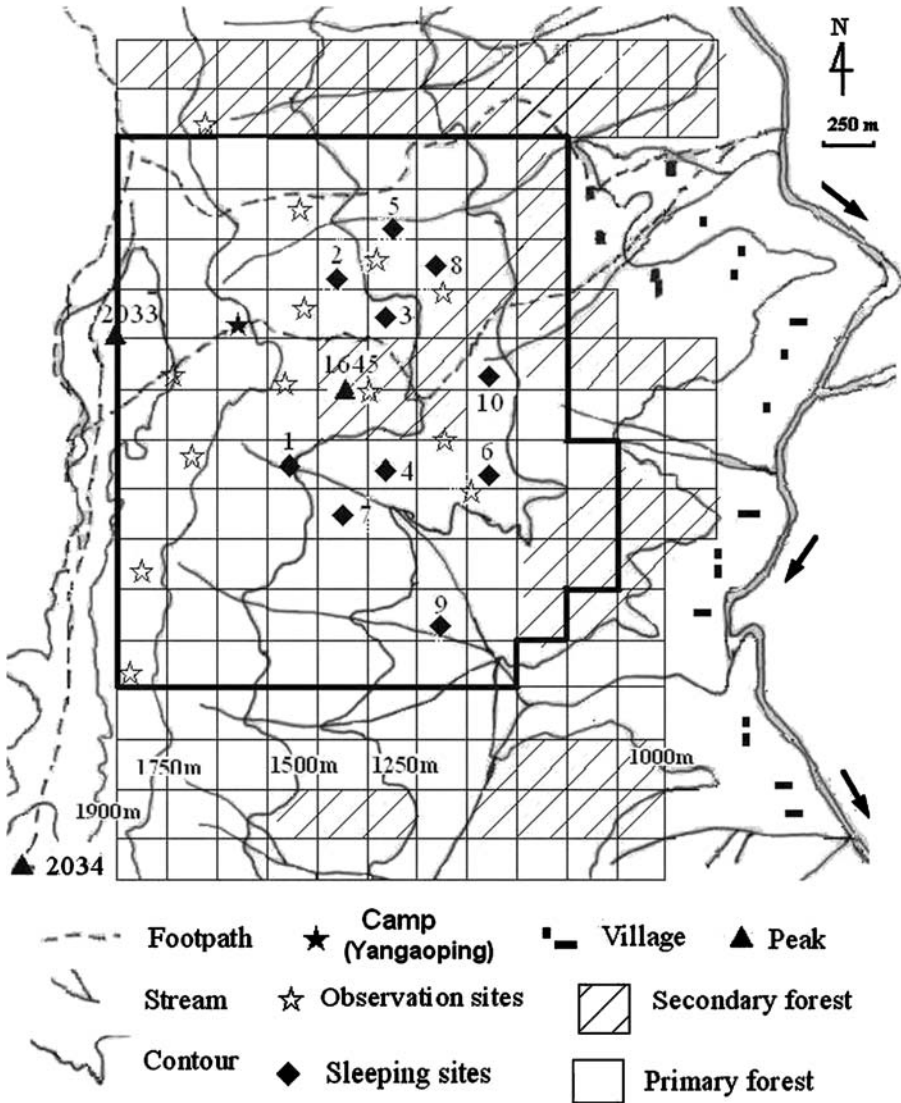 N
250 m
5
2
8
2033
3
1645
10
1
4
6
7
9
1750m
1500m
1250m
1000m
1900m
2034
Footpath
Camp
(Yangaoping)
Village
Peak
Stream
Observation sites
Secondary forest
Contour
Sleeping sites
Primary forest